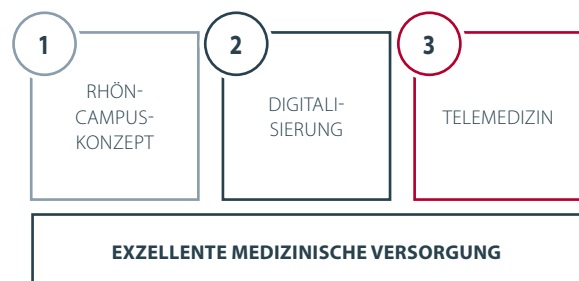 1
RHÖN-
CAMPUS-
KONZEPT
2
DIGITALI-
SIERUNG
3
TELEMEDIZIN
EXZELLENTE MEDIZINISCHE VERSORGUNG